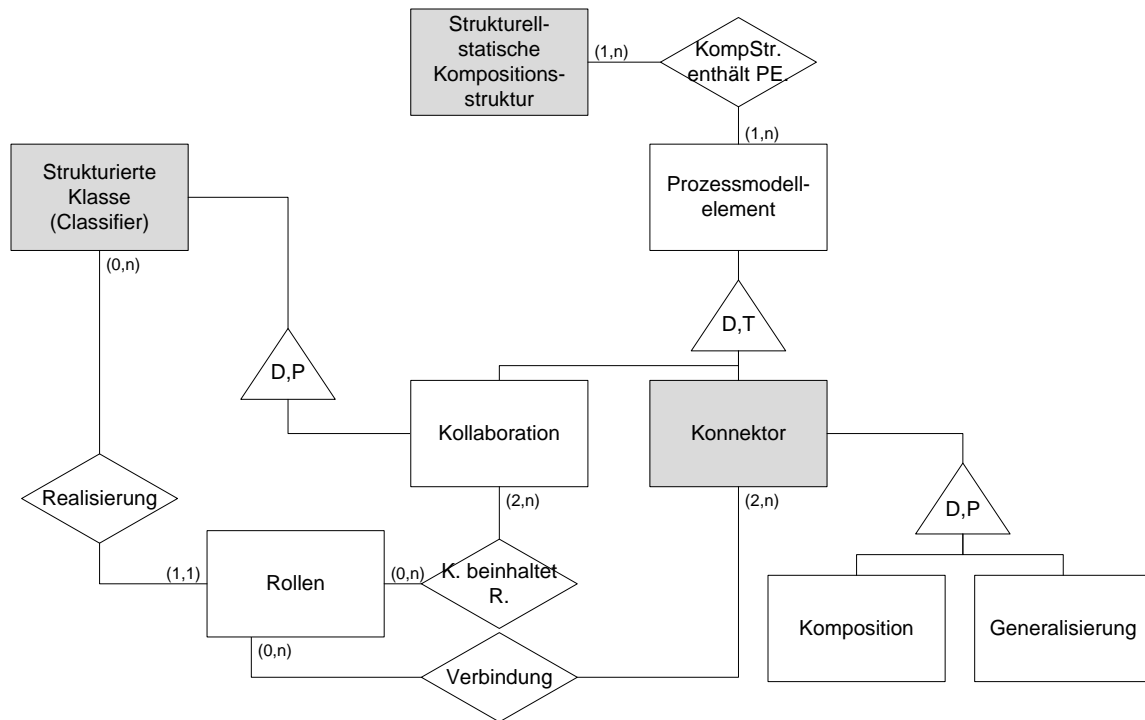 Strukturell-
statische
Kompositions-
struktur
(1,n)
KompStr.
enthält PE.
(1,n)
Strukturierte
Klasse
(Classifier)
Prozessmodell-
element
(0,n)
D,T
D,P
Kollaboration
Konnektor
Realisierung
(2,n)
(2,n)
D,P
(1,1)
Rollen
(0,n)
K. beinhaltet
R.
(0,n)
Verbindung
Komposition
Generalisierung